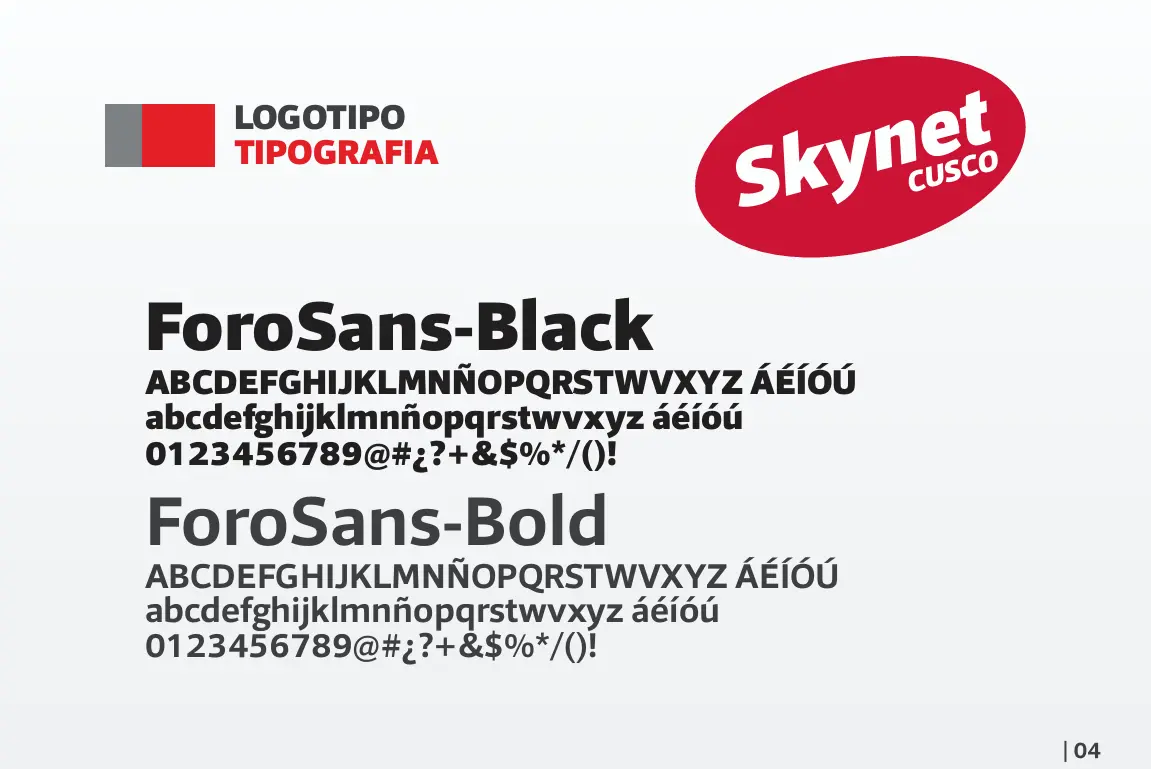 LOGOTIPO
TIPOGRAFIA
Skynet
CUSCO
ForoSans-Black
ABCDEFGHIJKLMNÑOPQRSTWVXYZ ÁÉÍÓÚ
abcdefghijklmnñopqrstwvxyz áéíóú
0123456789@#¿?+&$%*/()!
ForoSans-Bold
ABCDEFGHIJKLMNÑOPQRSTWVXYZ ÁÉÍÓÚ
abcdefghijklmnñopqrstwvxyz áéíóú
0123456789@#¿?+&$%*/()!
| 04